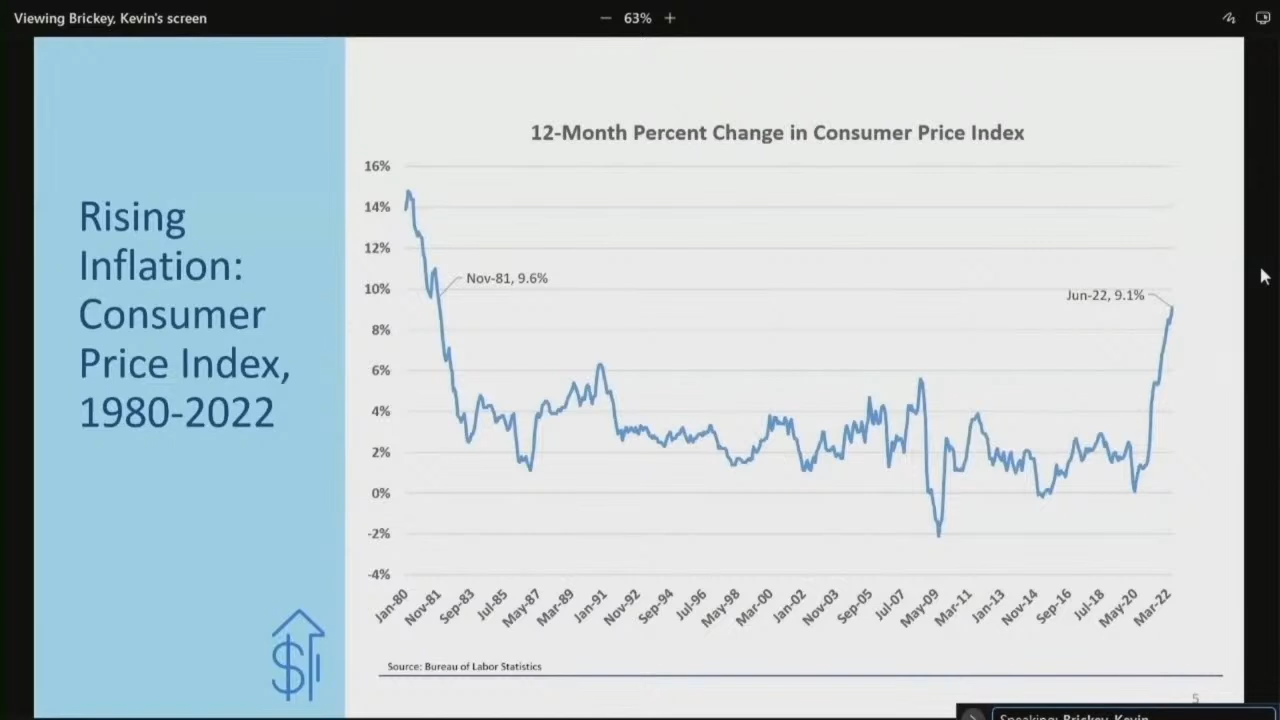 Viewing Brickey, Kevin's screen
63%
Rising
Inflation:
Consumer
Price Index,
1980-2022
12-Month Percent Change in Consumer Price Index
16%
14%
12%
10%
8%
6%
4%
2%
0%
-2%
-4%
Nov-81, 9.6%
Jun-22, 9.1%
Jan-80
Nov-81
Sep-83
Jul-85
May-87
Mar-89
Jan-91
Nov-92
Sep-94
Jul-96
May-98
Mar-00
Jan-02
Nov-03
Sep-05
Jul-07
May-09
Mar-11
Jan-13
Nov-14
Sep-16
Jul-18
May-20
Mar-22
Source: Bureau of Labor Statistics
5
Speaking: Brickey, Kevin